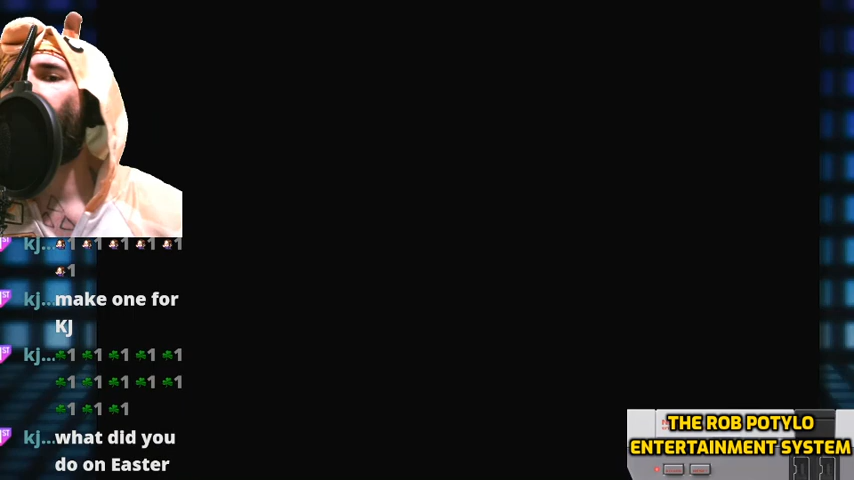 kj... 1 1 1 1 1
1
kj... make one for
KJ
kj... 1 1 1 1 1
1 1 1 1 1
1 1 1
kj... what did you
do on Easter
THE ROB POTYLO
ENTERTAINMENT SYSTEM